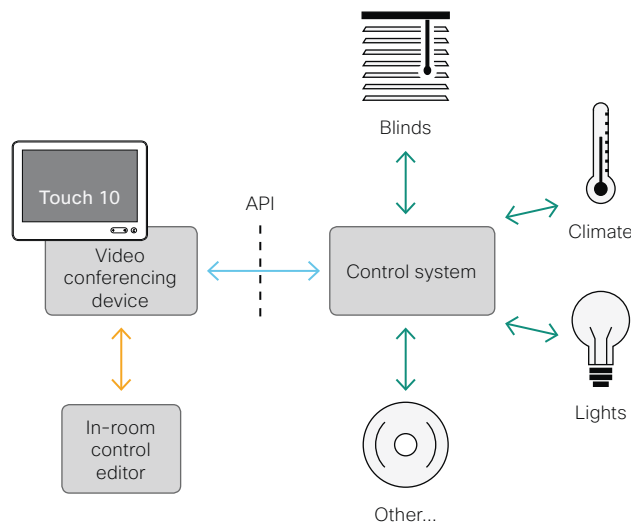 Blinds
Touch 10
API
Climate
Video
conferencing
device
Control system
In-room
control
editor
Lights
Other...